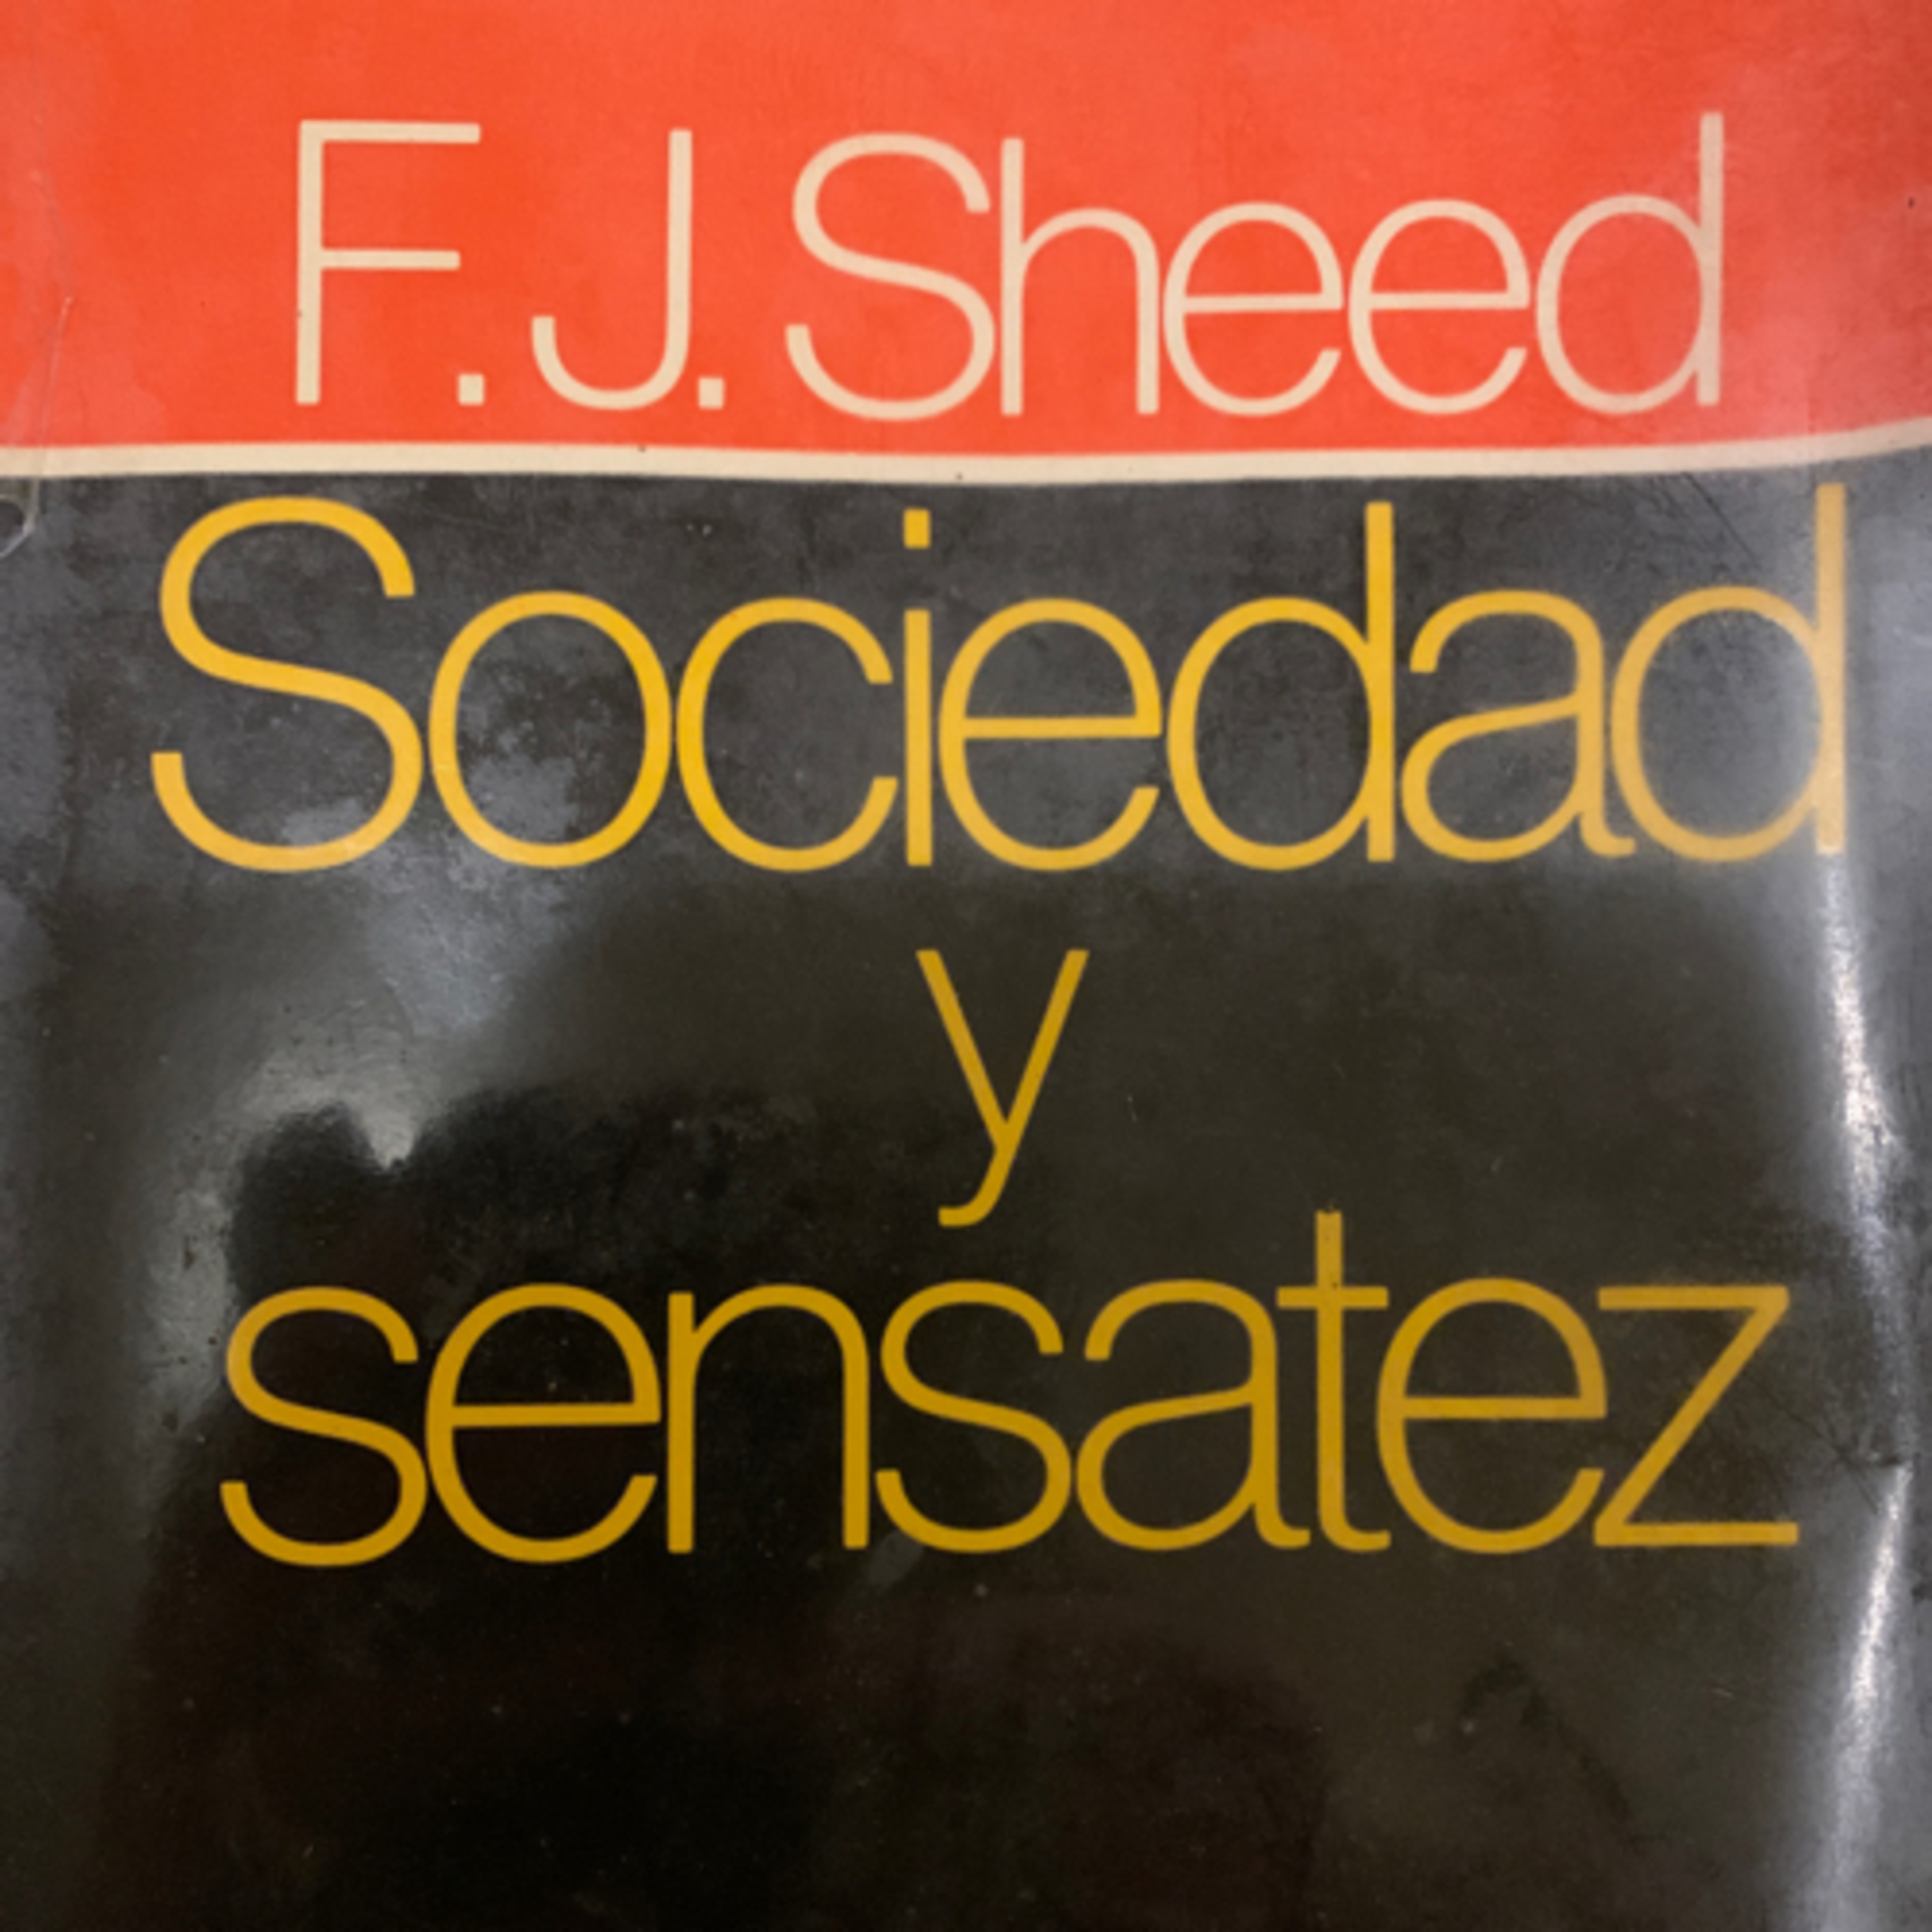 F. J. Sheed
Sociedad
y
sensatez